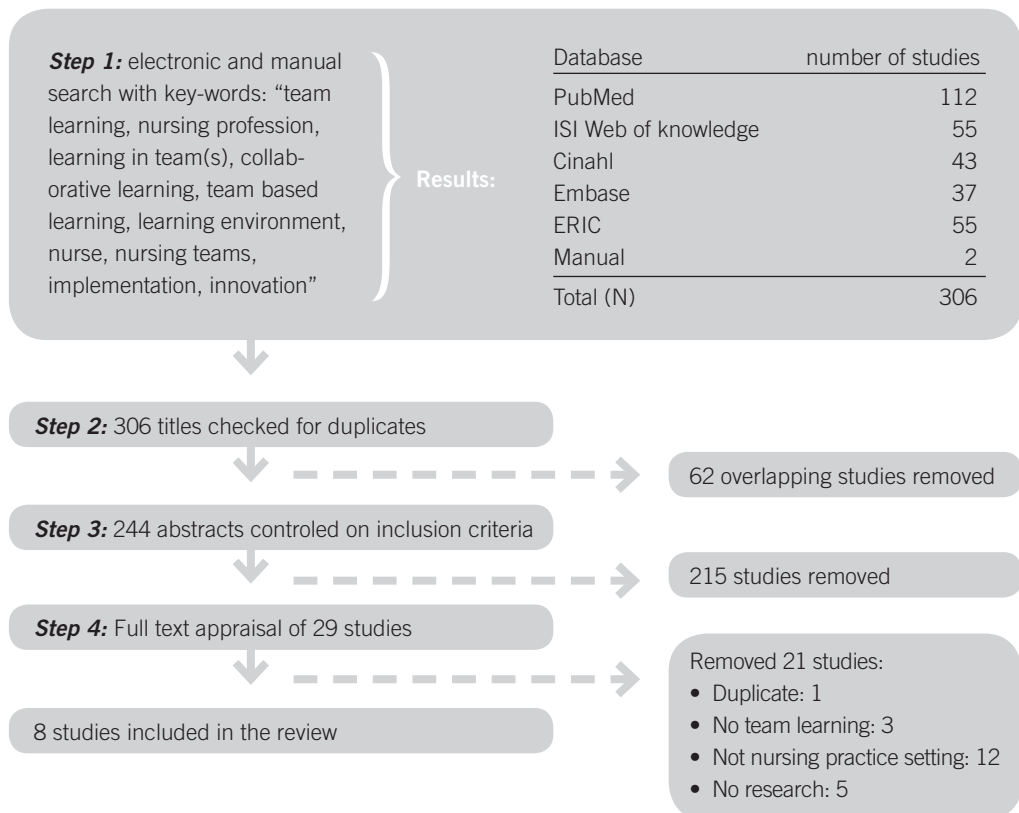 Step 1: electronic and manual
search with key-words: “team
learning, nursing profession,
learning in team(s), collab-
orative learning, team based
learning, learning environment,
nurse, nursing teams,
implementation, innovation”
Results:
Database number of studies
PubMed 112
ISI Web of knowledge 55
Cinahl 43
Embase 37
ERIC 55
Manual 2
Total (N) 306
Step 2: 306 titles checked for duplicates
62 overlapping studies removed
Step 3: 244 abstracts controled on inclusion criteria
215 studies removed
Step 4: Full text appraisal of 29 studies
Removed 21 studies:
• Duplicate: 1
• No team learning: 3
• Not nursing practice setting: 12
• No research: 5
8 studies included in the review